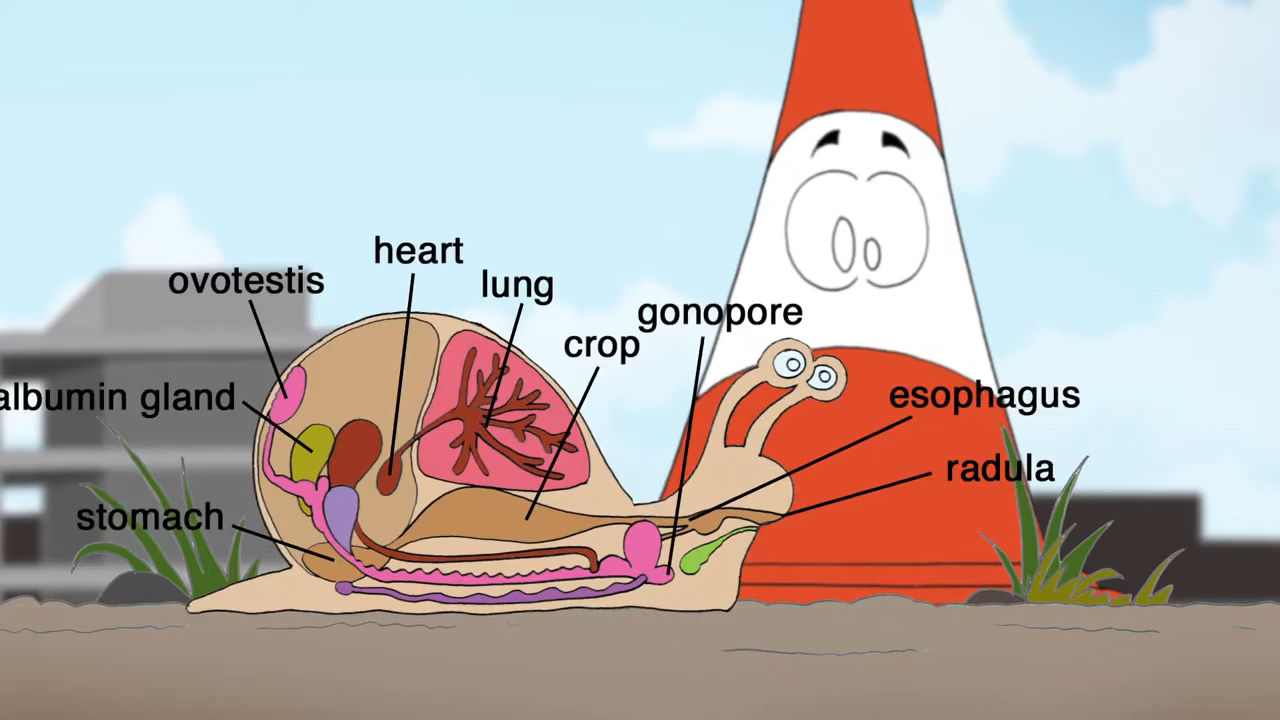 heart
ovotestis
lung
gonopore
crop
albumin gland
esophagus
radula
stomach